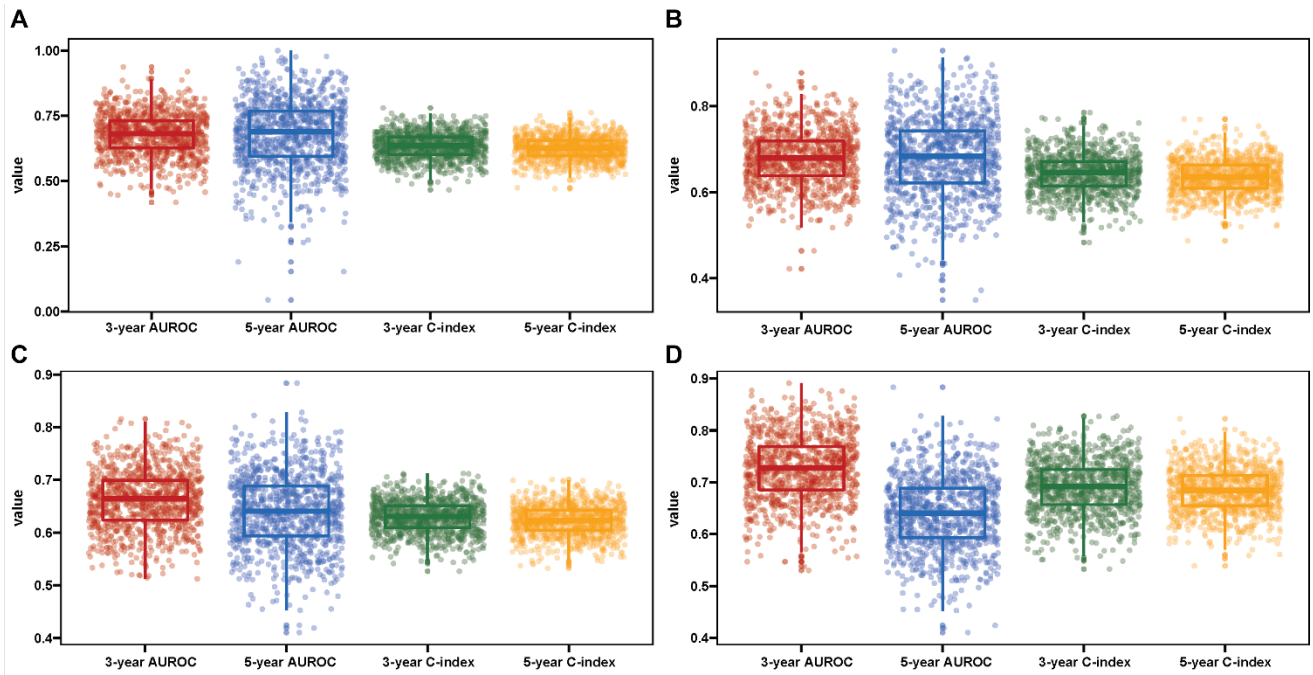 A
value
1.00
0.75
0.50
0.25
0.00
3-year AUROC
5-year AUROC
3-year C-index
5-year C-index
B
value
0.8
0.6
0.4
3-year AUROC
5-year AUROC
3-year C-index
5-year C-index
C
value
0.9
0.8
0.7
0.6
0.5
0.4
3-year AUROC
5-year AUROC
3-year C-index
5-year C-index
D
value
0.9
0.8
0.7
0.6
0.5
0.4
3-year AUROC
5-year AUROC
3-year C-index
5-year C-index